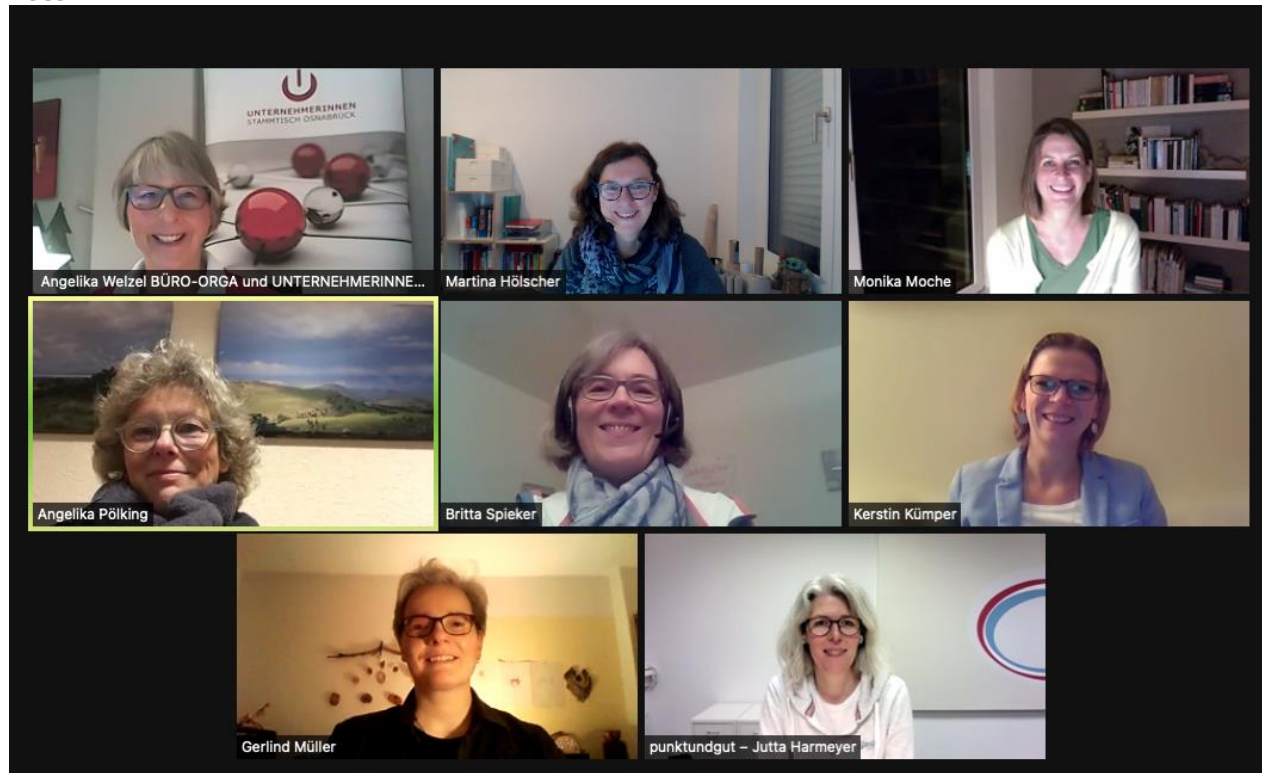 UNTERNEHMERINNEN
STAMMTISCH OSNABRÜCK
Angelika Welzel BÜRO-ORGA und UNTERNEHMERINNE...
Martina Hölscher
Monika Moche
Angelika Pölking
Britta Spieker
Kerstin Kümper
Gerlind Müller
punktundgut – Jutta Harmeyer